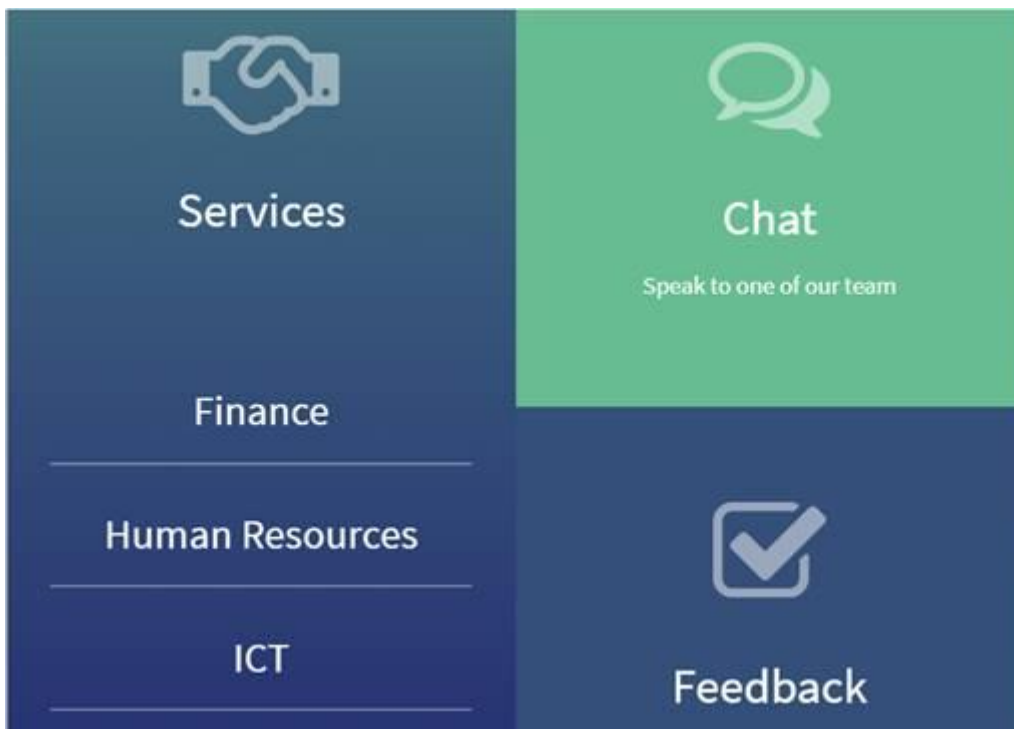 Services
Finance
Human Resources
ICT
Chat
Speak to one of our team
Feedback